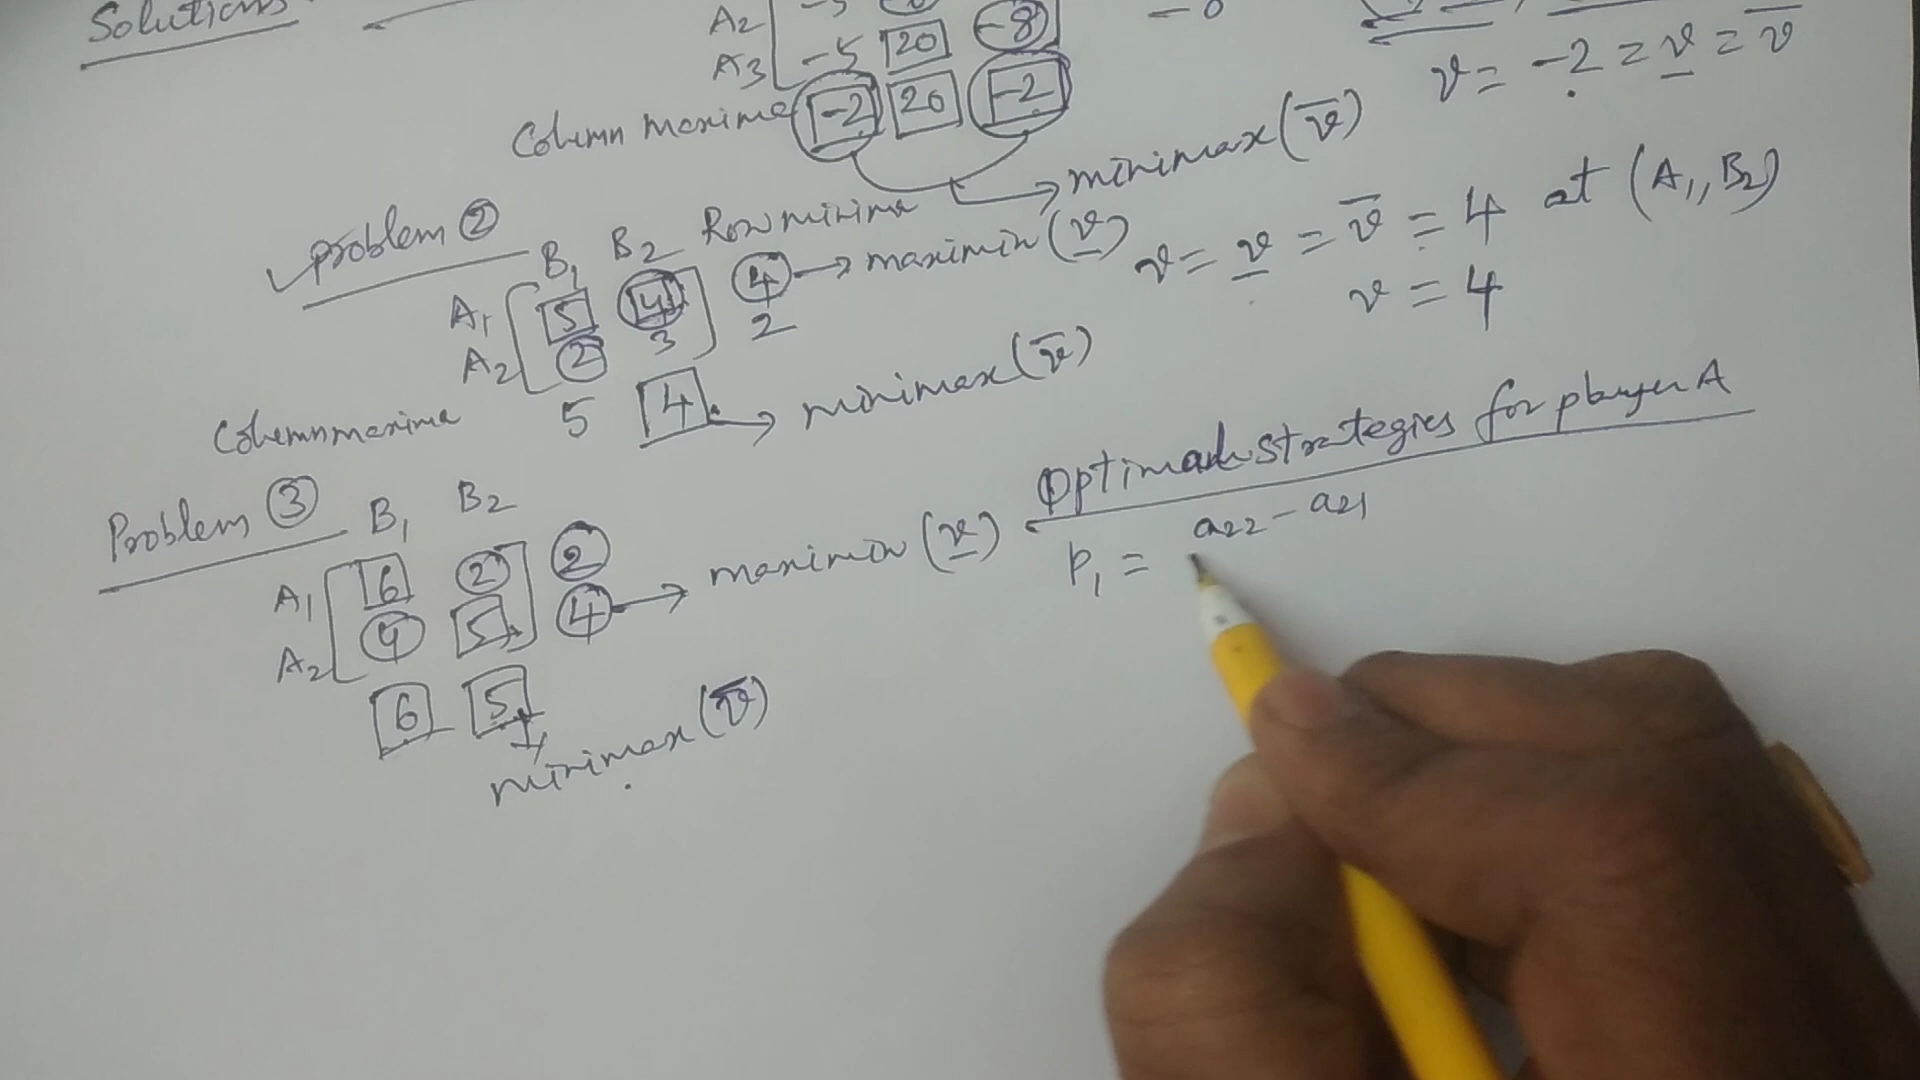 Solutions
A2 -5
A3 -5 20 -8
Column maxima -2 20 -2
→ minimax (v̅)
v = -2 = v̲ = v̅
Problem ②
B1 B2 Row minima
A1 5 4 4 → maximin (v̲)
A2 2 3 2
Column maxima 5 4 → minimax (v̅)
v = v̲ = v̅ = 4 at (A1, B2)
v = 4
Problem ③
B1 B2
A1 6 2 2
A2 4 5 4 → maximin (v̲)
6 5
minimax (v̅)
Optimal strategies for player A
p1 = a22 - a21